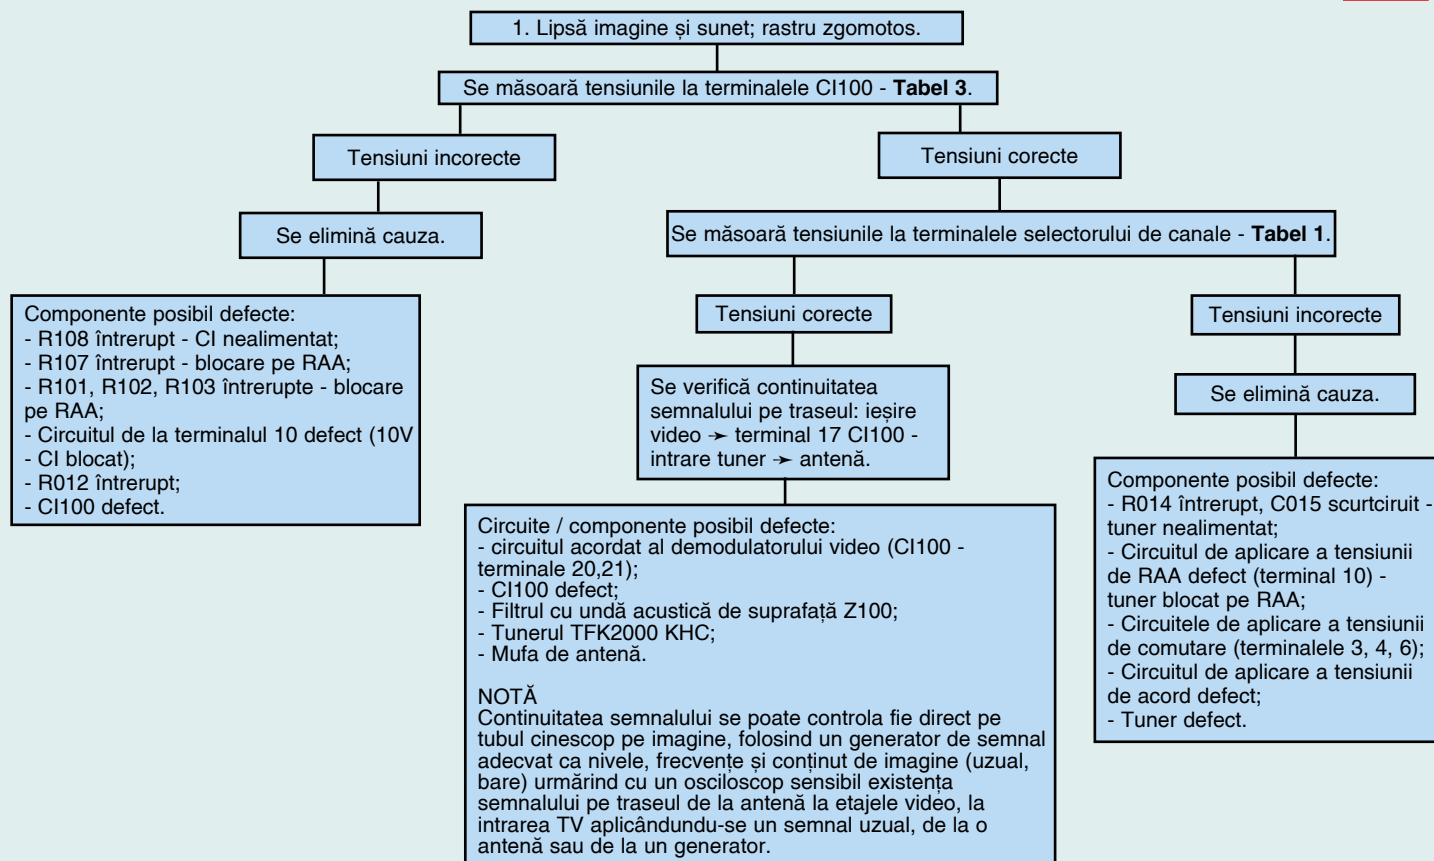 1. Lipsă imagine și sunet; rastru zgomotos.
Se măsoară tensiunile la terminalele CI100 - Tabel 3.
Tensiuni incorecte
Tensiuni corecte
Se elimină cauza.
Se măsoară tensiunile la terminalele selectorului de canale - Tabel 1.
Componente posibil defecte:
- R108 întrerupt - CI nealimentat;
- R107 întrerupt - blocare pe RAA;
- R101, R102, R103 întrerupte - blocare
pe RAA;
- Circuitul de la terminalul 10 defect (10V
- CI blocat);
- R012 întrerupt;
- CI100 defect.
Tensiuni corecte
Tensiuni incorecte
Se verifică continuitatea
semnalului pe traseul: ieșire
video ➛ terminal 17 CI100 -
intrare tuner ➛ antenă.
Se elimină cauza.
Circuite / componente posibil defecte:
- circuitul acordat al demodulatorului video (CI100 -
terminale 20,21);
- CI100 defect;
- Filtrul cu undă acustică de suprafață Z100;
- Tunerul TFK2000 KHC;
- Mufa de antenă.
NOTĂ
Continuitatea semnalului se poate controla fie direct pe
tubul cinescop pe imagine, folosind un generator de semnal
adecvat ca nivele, frecvențe și conținut de imagine (uzual,
bare) urmărind cu un osciloscop sensibil existența
semnalului pe traseul de la antenă la etajele video, la
intrarea TV aplicândundu-se un semnal uzual, de la o
antenă sau de la un generator.
Componente posibil defecte:
- R014 întrerupt, C015 scurtciruit -
tuner nealimentat;
- Circuitul de aplicare a tensiunii
de RAA defect (terminal 10) -
tuner blocat pe RAA;
- Circuitele de aplicare a tensiunii
de comutare (terminalele 3, 4, 6);
- Circuitul de aplicare a tensiunii
de acord defect;
- Tuner defect.